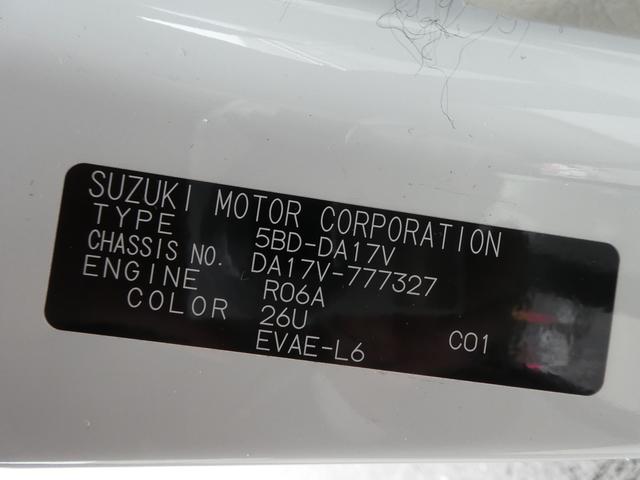 SUZUKI MOTOR CORPORATION
TYPE 5BD-DA17V
CHASSIS NO. DA17V-777327
ENGINE R06A
COLOR 26U
EVAE-L6 C01